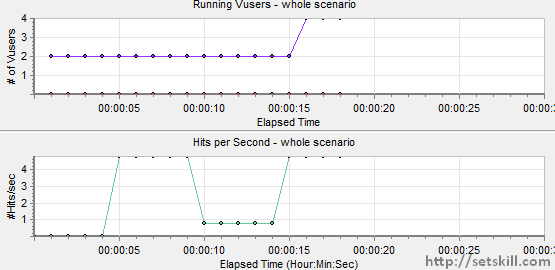 Running Vusers - whole scenario
4
3
2
1
# of Vusers
00:00:05 00:00:10 00:00:15 00:00:20 00:00:25 00:00:3
Elapsed Time
Hits per Second - whole scenario
4
3
2
1
#Hits/sec
00:00:05 00:00:10 00:00:15 00:00:20 00:00:25 00:00:3
Elapsed Time (Hour:Min:Sec)
http://setskill.com